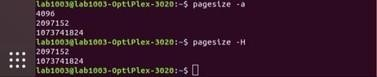 lab1003@lab1003-OptiPlex-3020:~$ pagesize -a
4096
2097152
1073741824
lab1003@lab1003-OptiPlex-3020:~$ pagesize -H
2097152
1073741824
lab1003@lab1003-OptiPlex-3020:~$